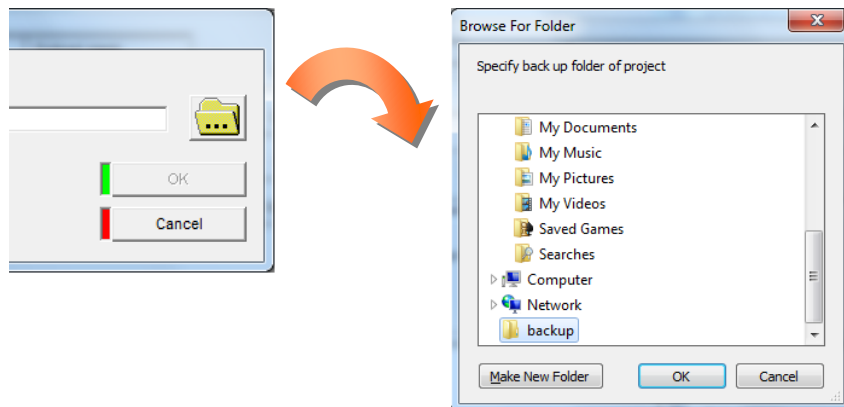 OK
Cancel
Browse For Folder
Specify back up folder of project
My Documents
My Music
My Pictures
My Videos
Saved Games
Searches
Computer
Network
backup
Make New Folder
OK
Cancel